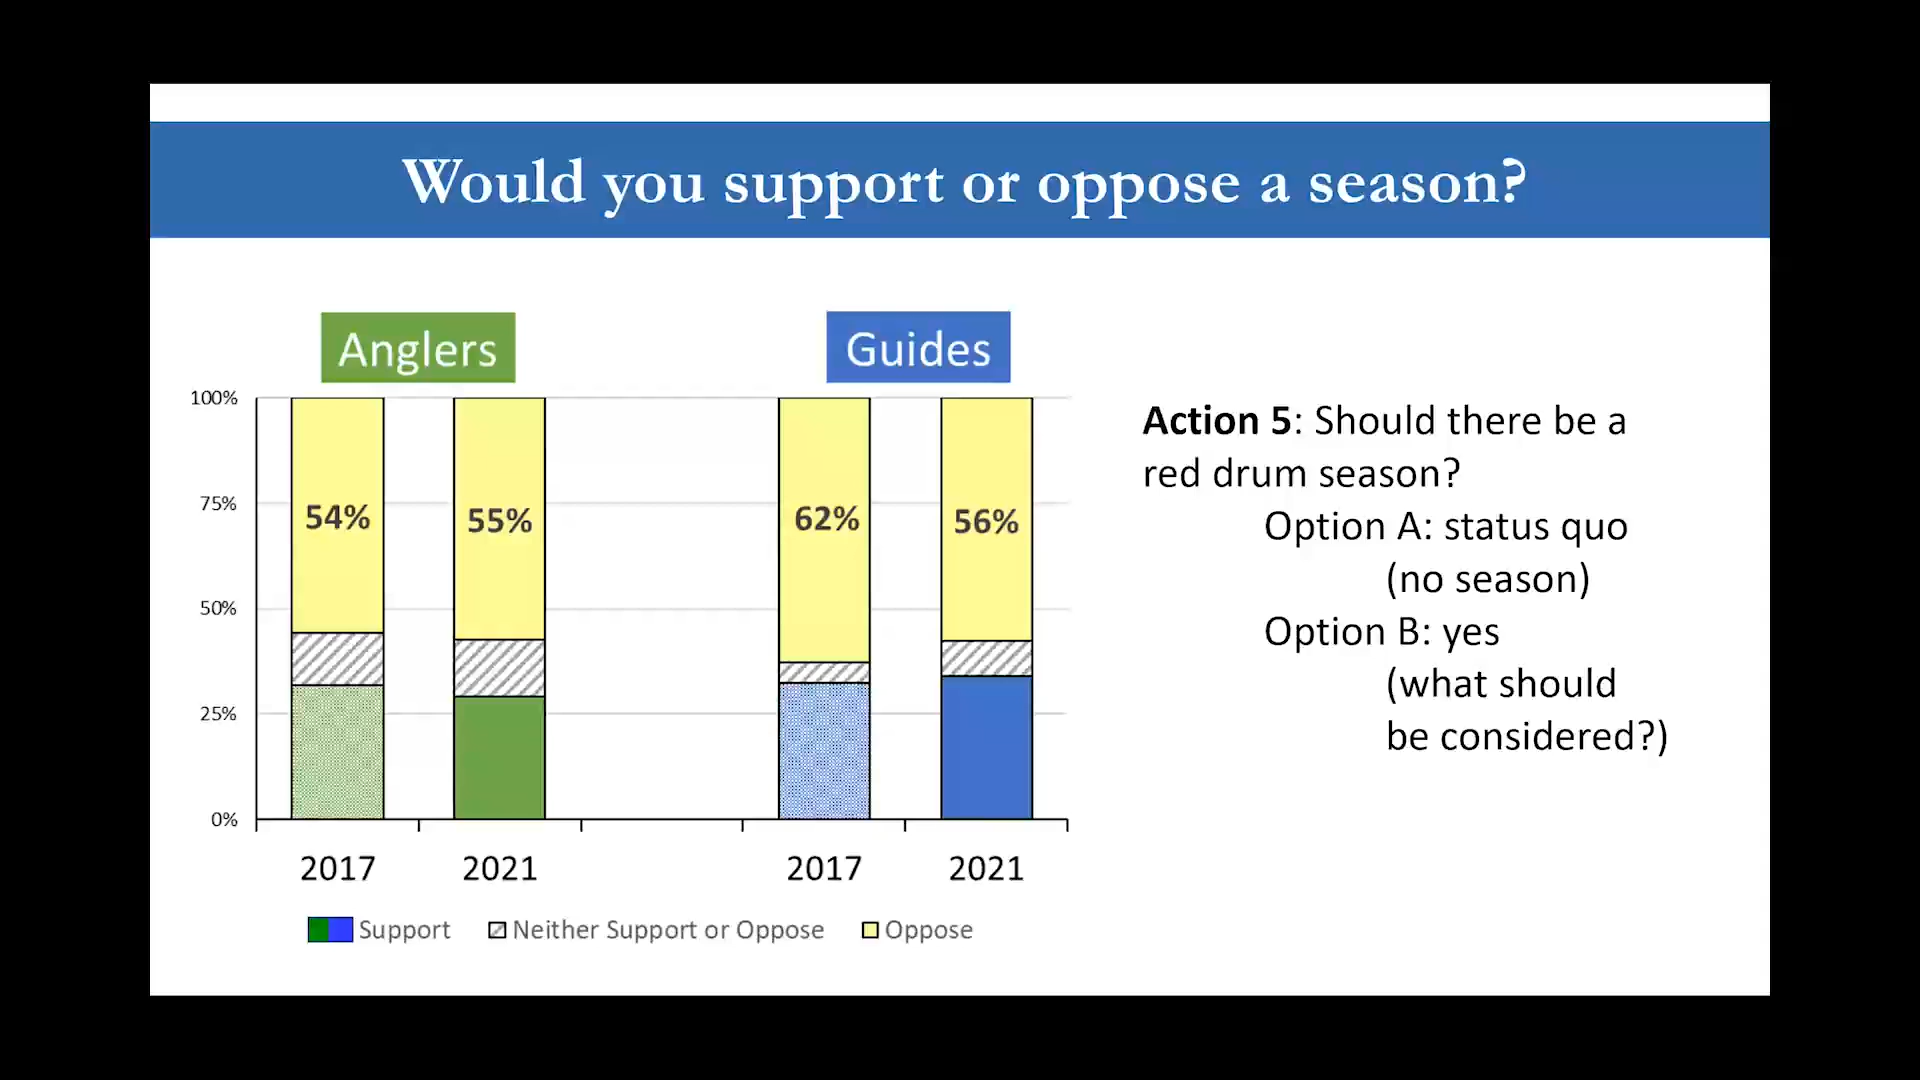 Would you support or oppose a season?
Anglers
Guides
100%
75%
50%
25%
0%
54%
55%
62%
56%
2017
2021
2017
2021
Support
Neither Support or Oppose
Oppose
Action 5: Should there be a
red drum season?
Option A: status quo
(no season)
Option B: yes
(what should
be considered?)